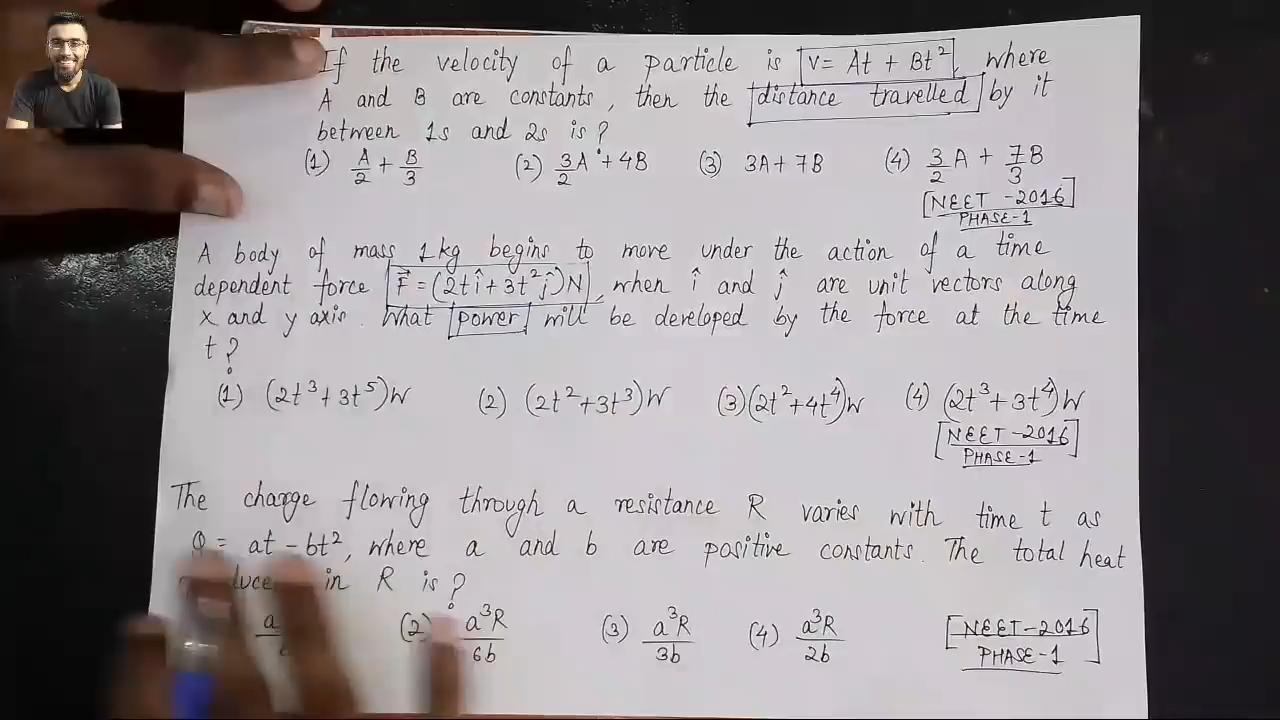 If the velocity of a particle is v = At + Bt², where
A and B are constants, then the distance travelled by it
between 1s and 2s is?
(1) A/2 + B/3 (2) 3/2 A + 4B (3) 3A + 7B (4) 3/2 A + 7/3 B
[NEET - 2016
PHASE-1]
A body of mass 1 kg begins to move under the action of a time
dependent force F⃗ = (2tî + 3t²ĵ)N, when î and ĵ are unit vectors along
x and y axis. What power will be developed by the force at the time
t?
(1) (2t³ + 3t⁵)W (2) (2t² + 3t³)W (3) (2t² + 4t⁴)W (4) (2t³ + 3t⁴)W
[NEET - 2016
PHASE-1]
The charge flowing through a resistance R varies with time t as
Q = at - bt², where a and b are positive constants. The total heat
in R is?
(2) a³R/6b (3) a³R/3b (4) a³R/2b
[NEET - 2016
PHASE-1]